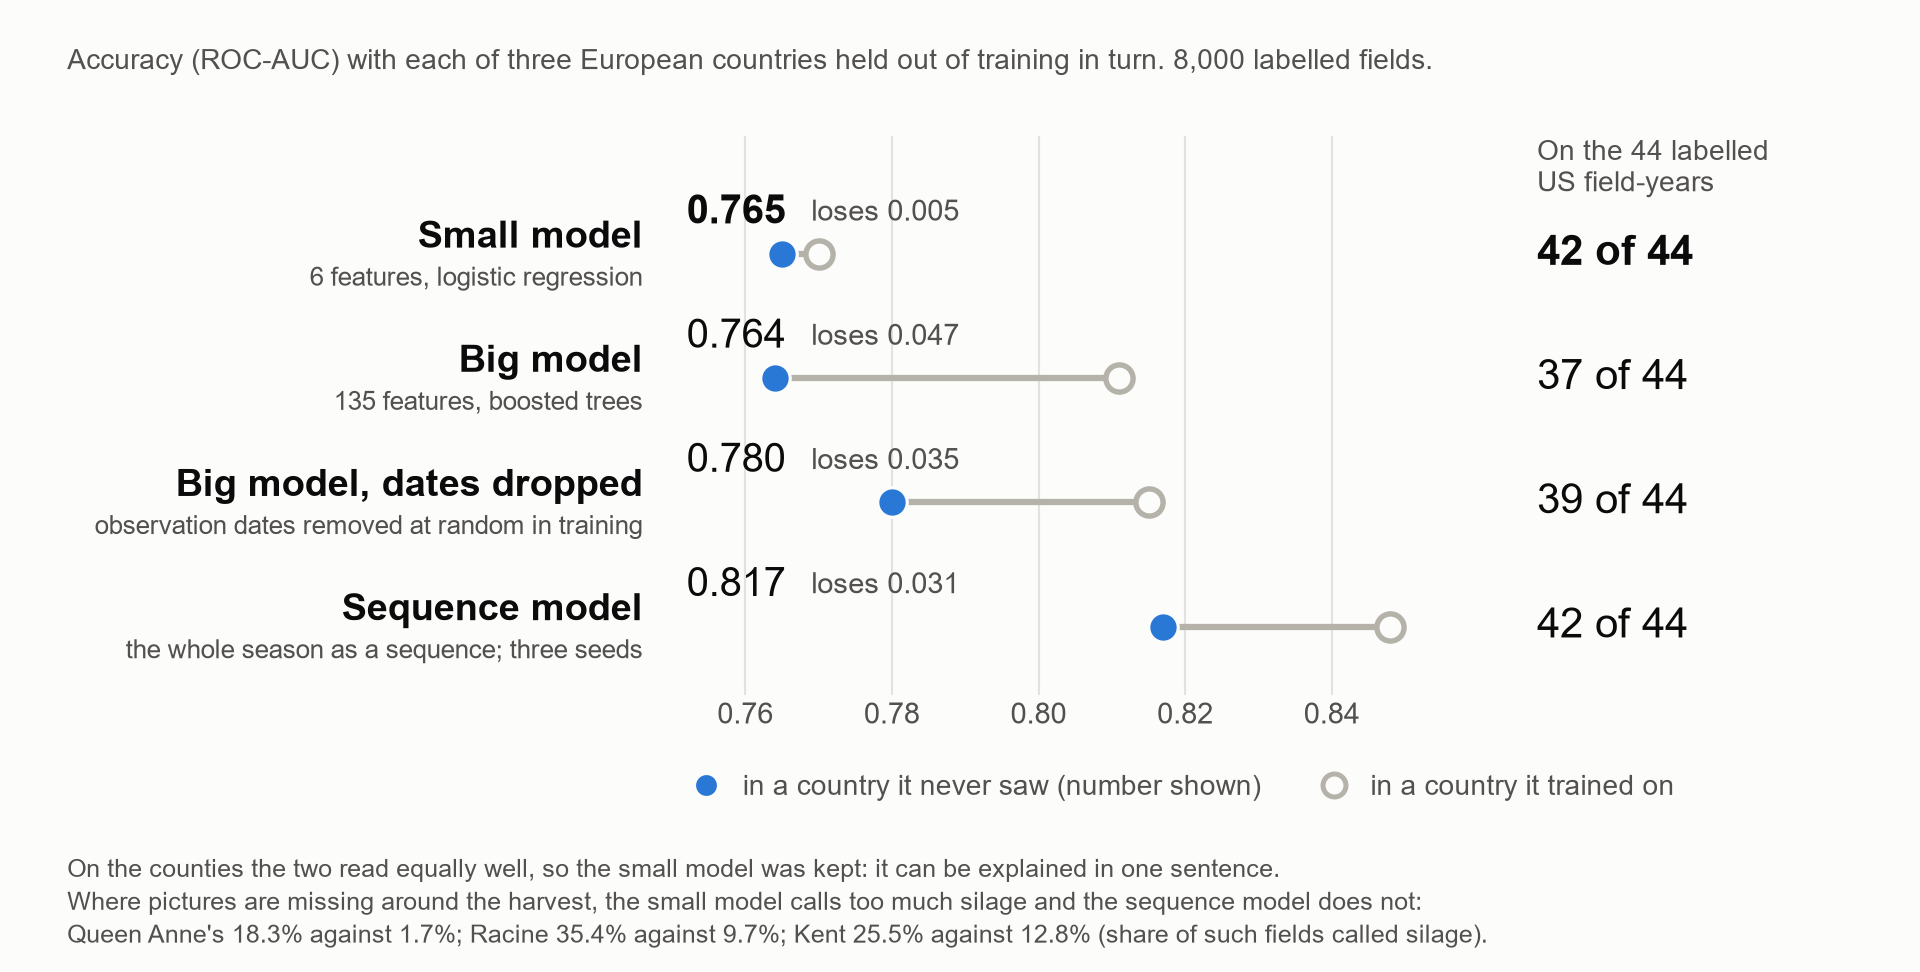 Accuracy (ROC-AUC) with each of three European countries held out of training in turn. 8,000 labelled fields.
On the 44 labelled
US field-years
0.765 loses 0.005
Small model
42 of 44
6 features, logistic regression
0.764 loses 0.047
Big model
37 of 44
135 features, boosted trees
0.780 loses 0.035
Big model, dates dropped
39 of 44
observation dates removed at random in training
0.817 loses 0.031
Sequence model
42 of 44
the whole season as a sequence; three seeds
0.76 0.78 0.80 0.82 0.84
in a country it never saw (number shown) in a country it trained on
On the counties the two read equally well, so the small model was kept: it can be explained in one sentence.
Where pictures are missing around the harvest, the small model calls too much silage and the sequence model does not:
Queen Anne's 18.3% against 1.7%; Racine 35.4% against 9.7%; Kent 25.5% against 12.8% (share of such fields called silage).